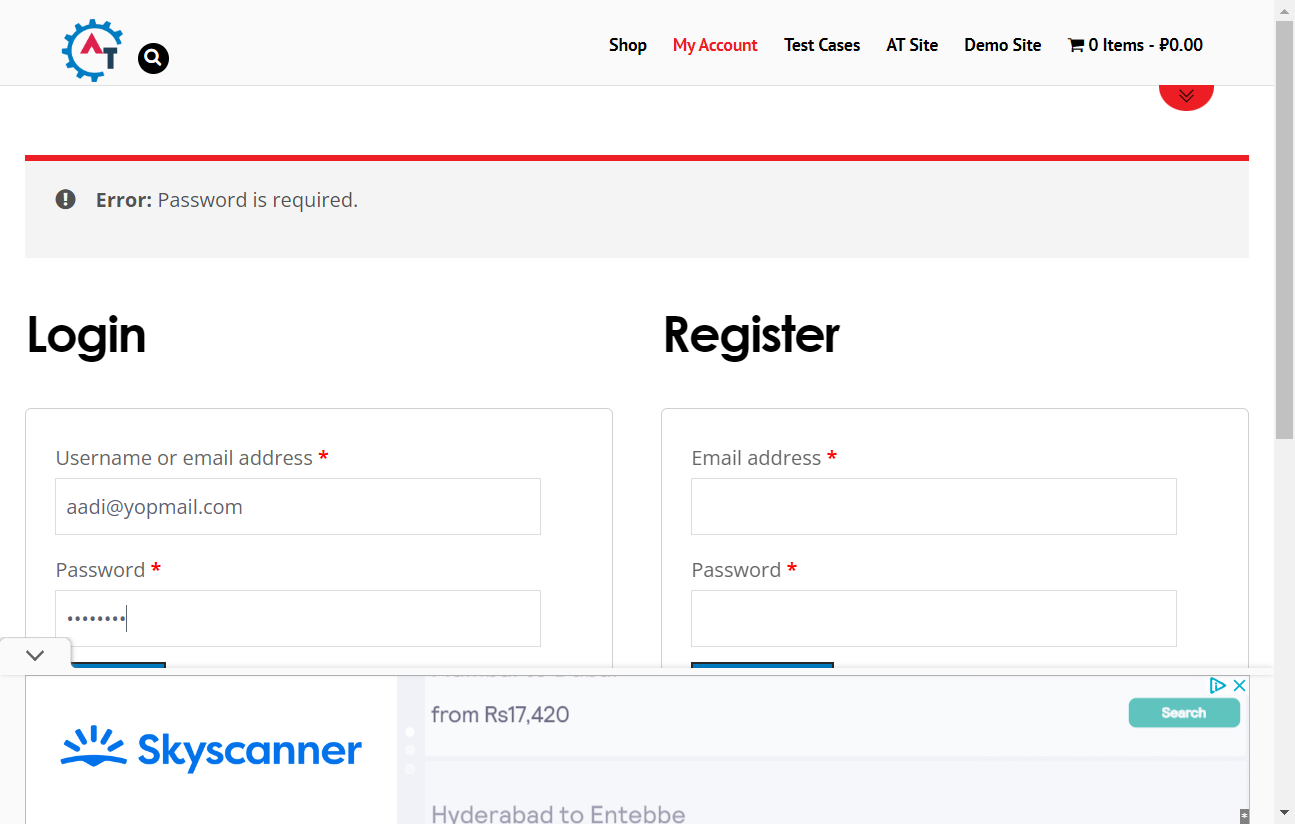 AT
Shop
My Account
Test Cases
AT Site
Demo Site
0 Items - ₽0.00
Error: Password is required.
Login
Register
Username or email address *
aadi@yopmail.com
Password *
••••••••
Email address *
Password *
from Rs17,420
Search
Skyscanner
Hyderabad to Entebbe